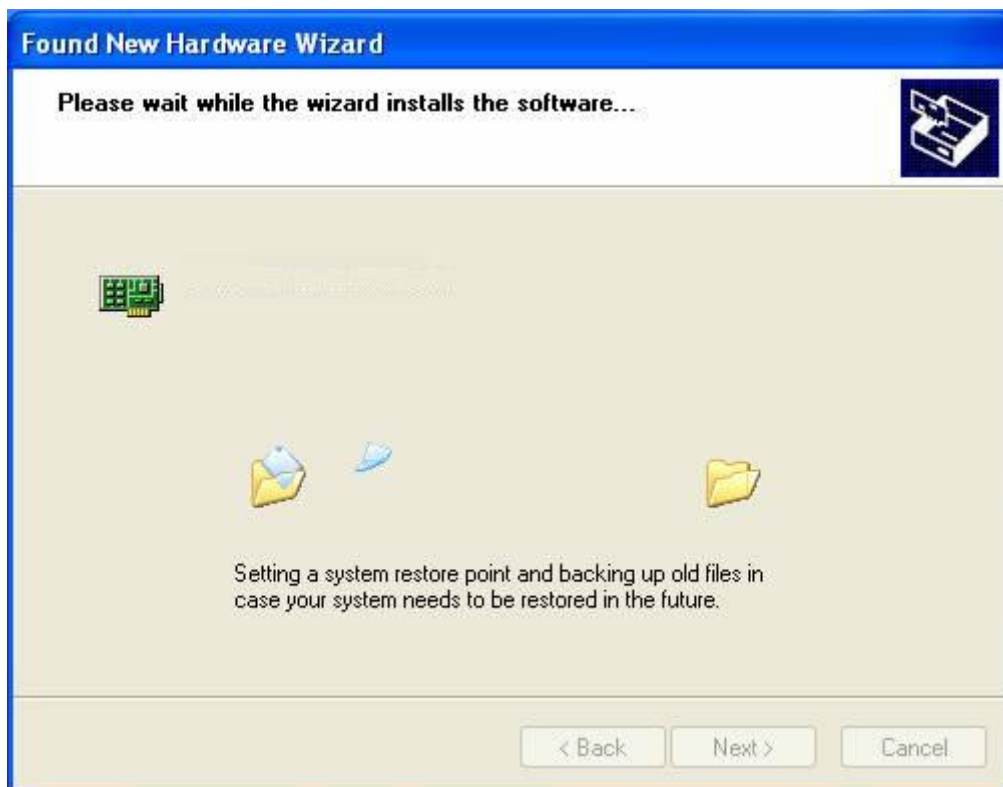 Found New Hardware Wizard
Please wait while the wizard installs the software...
Setting a system restore point and backing up old files in
case your system needs to be restored in the future.
< Back
Next >
Cancel